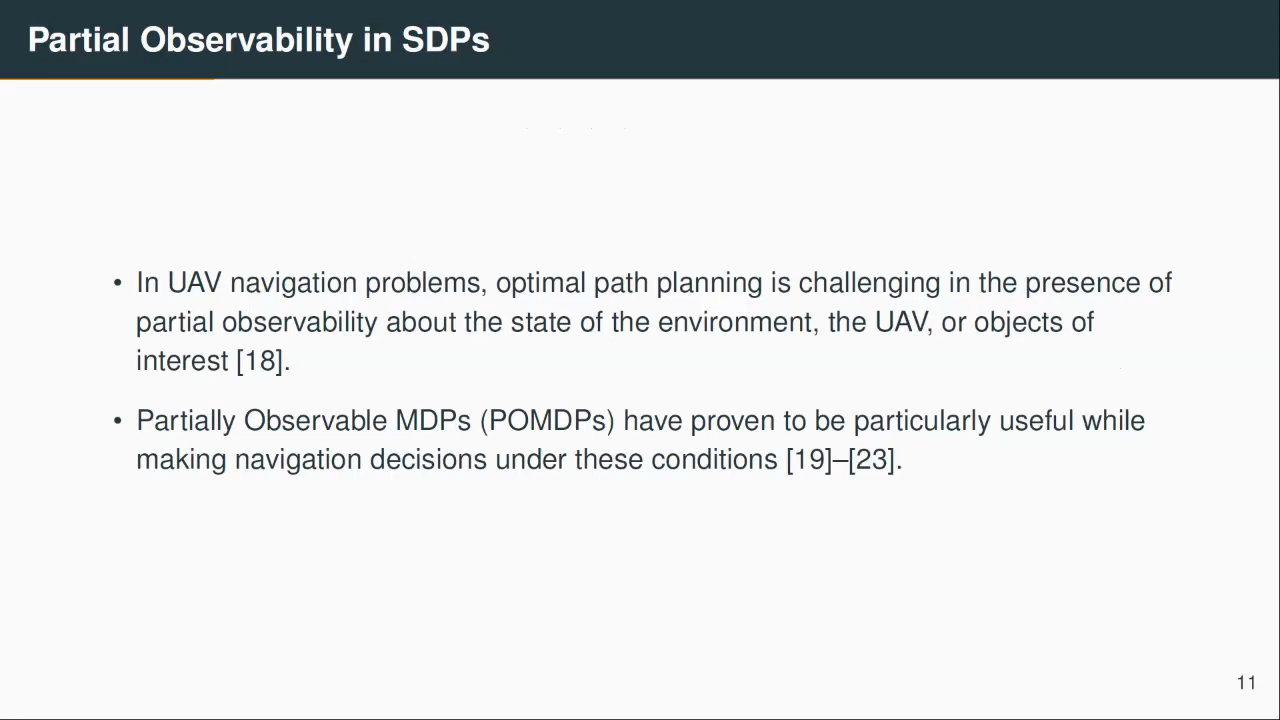 Partial Observability in SDPs
• In UAV navigation problems, optimal path planning is challenging in the presence of
partial observability about the state of the environment, the UAV, or objects of
interest [18].
• Partially Observable MDPs (POMDPs) have proven to be particularly useful while
making navigation decisions under these conditions [19]–[23].
11